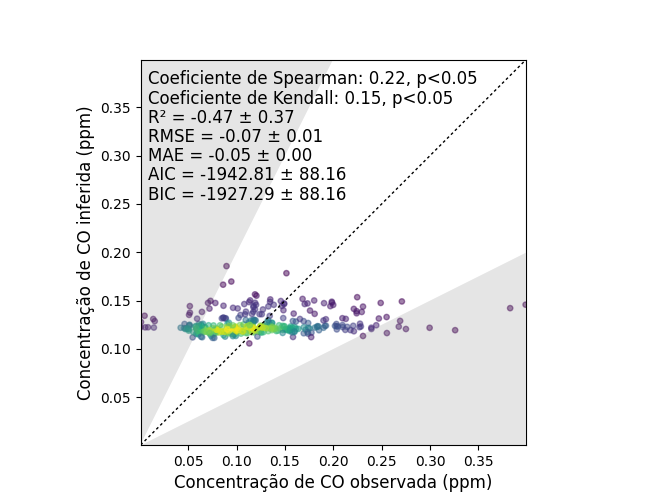 Coeficiente de Spearman: 0.22, p<0.05
Coeficiente de Kendall: 0.15, p<0.05
R² = -0.47 ± 0.37
RMSE = -0.07 ± 0.01
MAE = -0.05 ± 0.00
AIC = -1942.81 ± 88.16
BIC = -1927.29 ± 88.16
Concentração de CO inferida (ppm)
0.35
0.30
0.25
0.20
0.15
0.10
0.05
0.05 0.10 0.15 0.20 0.25 0.30 0.35
Concentração de CO observada (ppm)